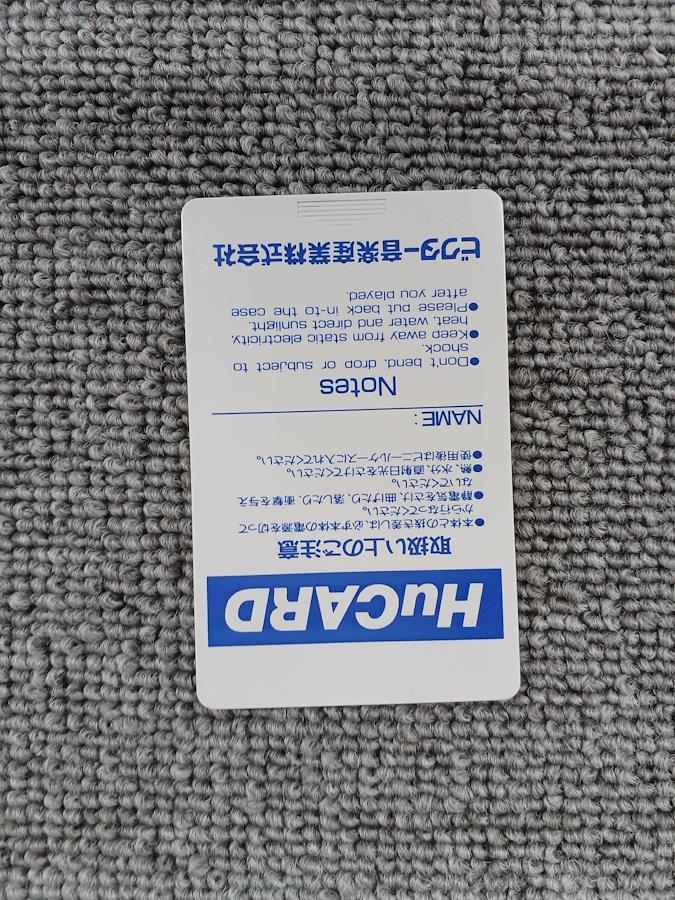 HuCARD
取扱い上のご注意
●本体との抜き差しは、必ず本体の電源を切って
から行なってください。
●静電気をさけ、曲げたり、落したり、衝撃を与え
ないでください。
●熱、水分、直射日光をさけてください。
●使用後はビニールケースに入れてください。
NAME:
Notes
●Don't bend, drop or subject to
shock.
●Keep away from static electricity,
heat, water and direct sunlight.
●Please put back in-to the case
after you played.
ビクター音楽産業株式会社